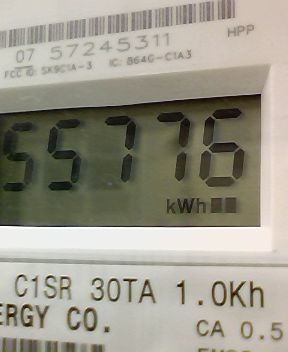 07 57245311
HPP
FCC ID: SK9C1A-3 IC: 864G-C1A3
55776
kWh
C1SR 30TA 1.0Kh
ERGY CO.
CA 0.5